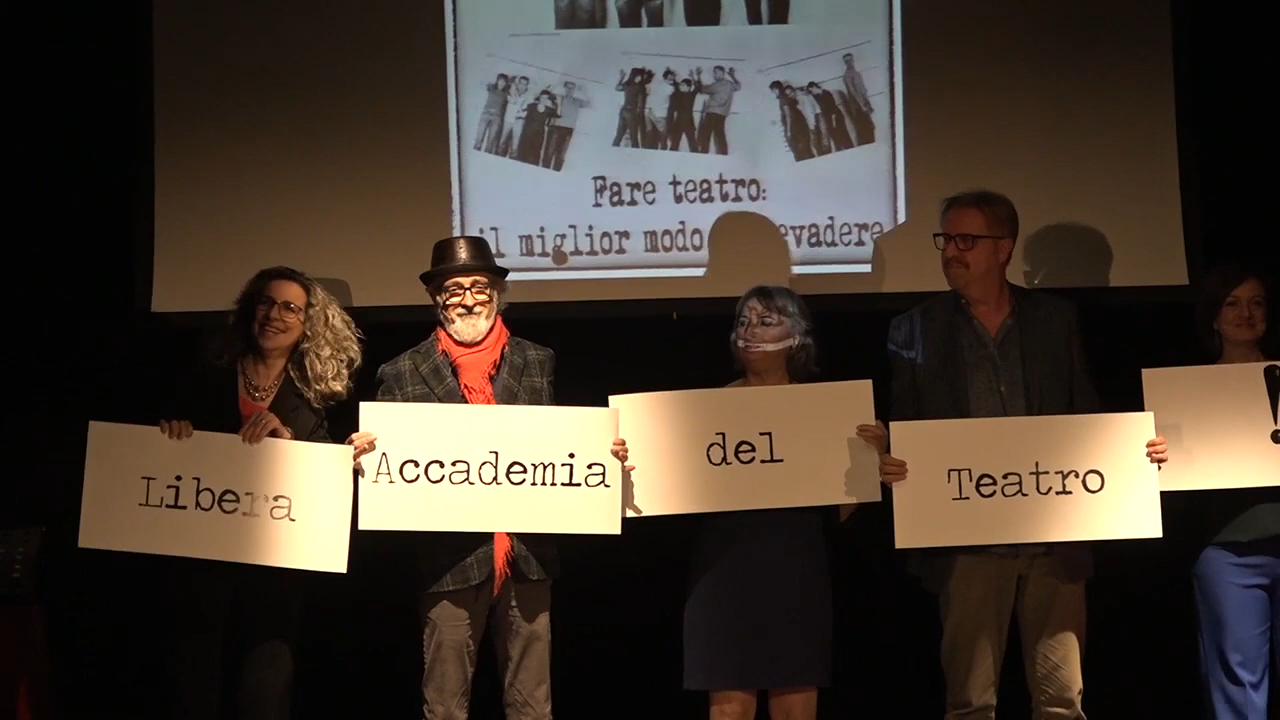 Fare teatro:
il miglior modo evadere
Libera
Accademia
del
Teatro
!